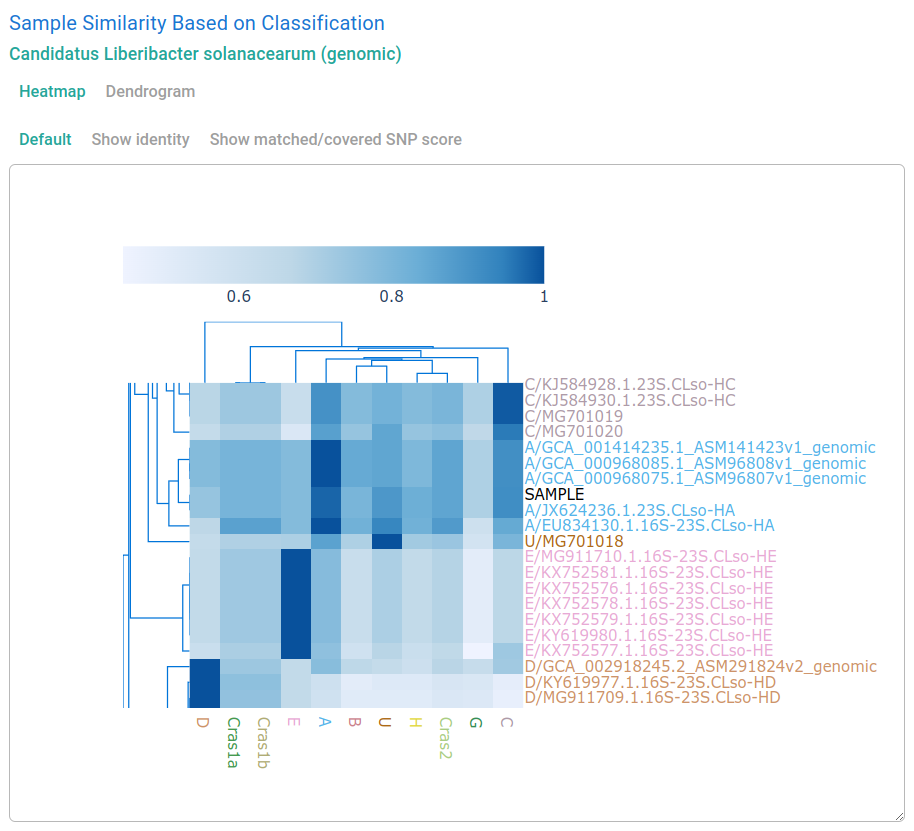 Sample Similarity Based on Classification
Candidatus Liberibacter solanacearum (genomic)
Heatmap Dendrogram
Default Show identity Show matched/covered SNP score
0.6 0.8 1
C/KJ584928.1.23S.CLso-HC
C/KJ584930.1.23S.CLso-HC
C/MG701019
C/MG701020
A/GCA_001414235.1_ASM141423v1_genomic
A/GCA_000968085.1_ASM96808v1_genomic
A/GCA_000968075.1_ASM96807v1_genomic
SAMPLE
A/JX624236.1.23S.CLso-HA
A/EU834130.1.16S-23S.CLso-HA
U/MG701018
E/MG911710.1.16S-23S.CLso-HE
E/KX752581.1.16S-23S.CLso-HE
E/KX752576.1.16S-23S.CLso-HE
E/KX752578.1.16S-23S.CLso-HE
E/KX752579.1.16S-23S.CLso-HE
E/KY619980.1.16S-23S.CLso-HE
E/KX752577.1.16S-23S.CLso-HE
D/GCA_002918245.2_ASM291824v2_genomic
D/KY619977.1.16S-23S.CLso-HD
D/MG911709.1.16S-23S.CLso-HD
D Cras1a Cras1b E A B U H Cras2 G C